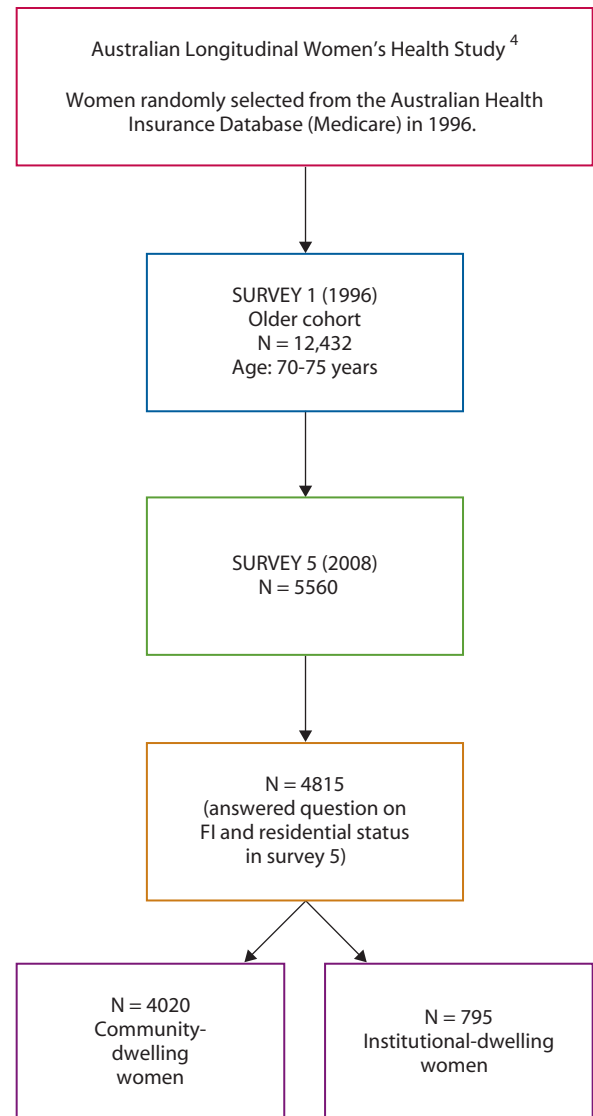 Australian Longitudinal Women's Health Study 4
Women randomly selected from the Australian Health
Insurance Database (Medicare) in 1996.
SURVEY 1 (1996)
Older cohort
N = 12,432
Age: 70-75 years
SURVEY 5 (2008)
N = 5560
N = 4815
(answered question on
FI and residential status
in survey 5)
N = 4020
Community-
dwelling
women
N = 795
Institutional-dwelling
women